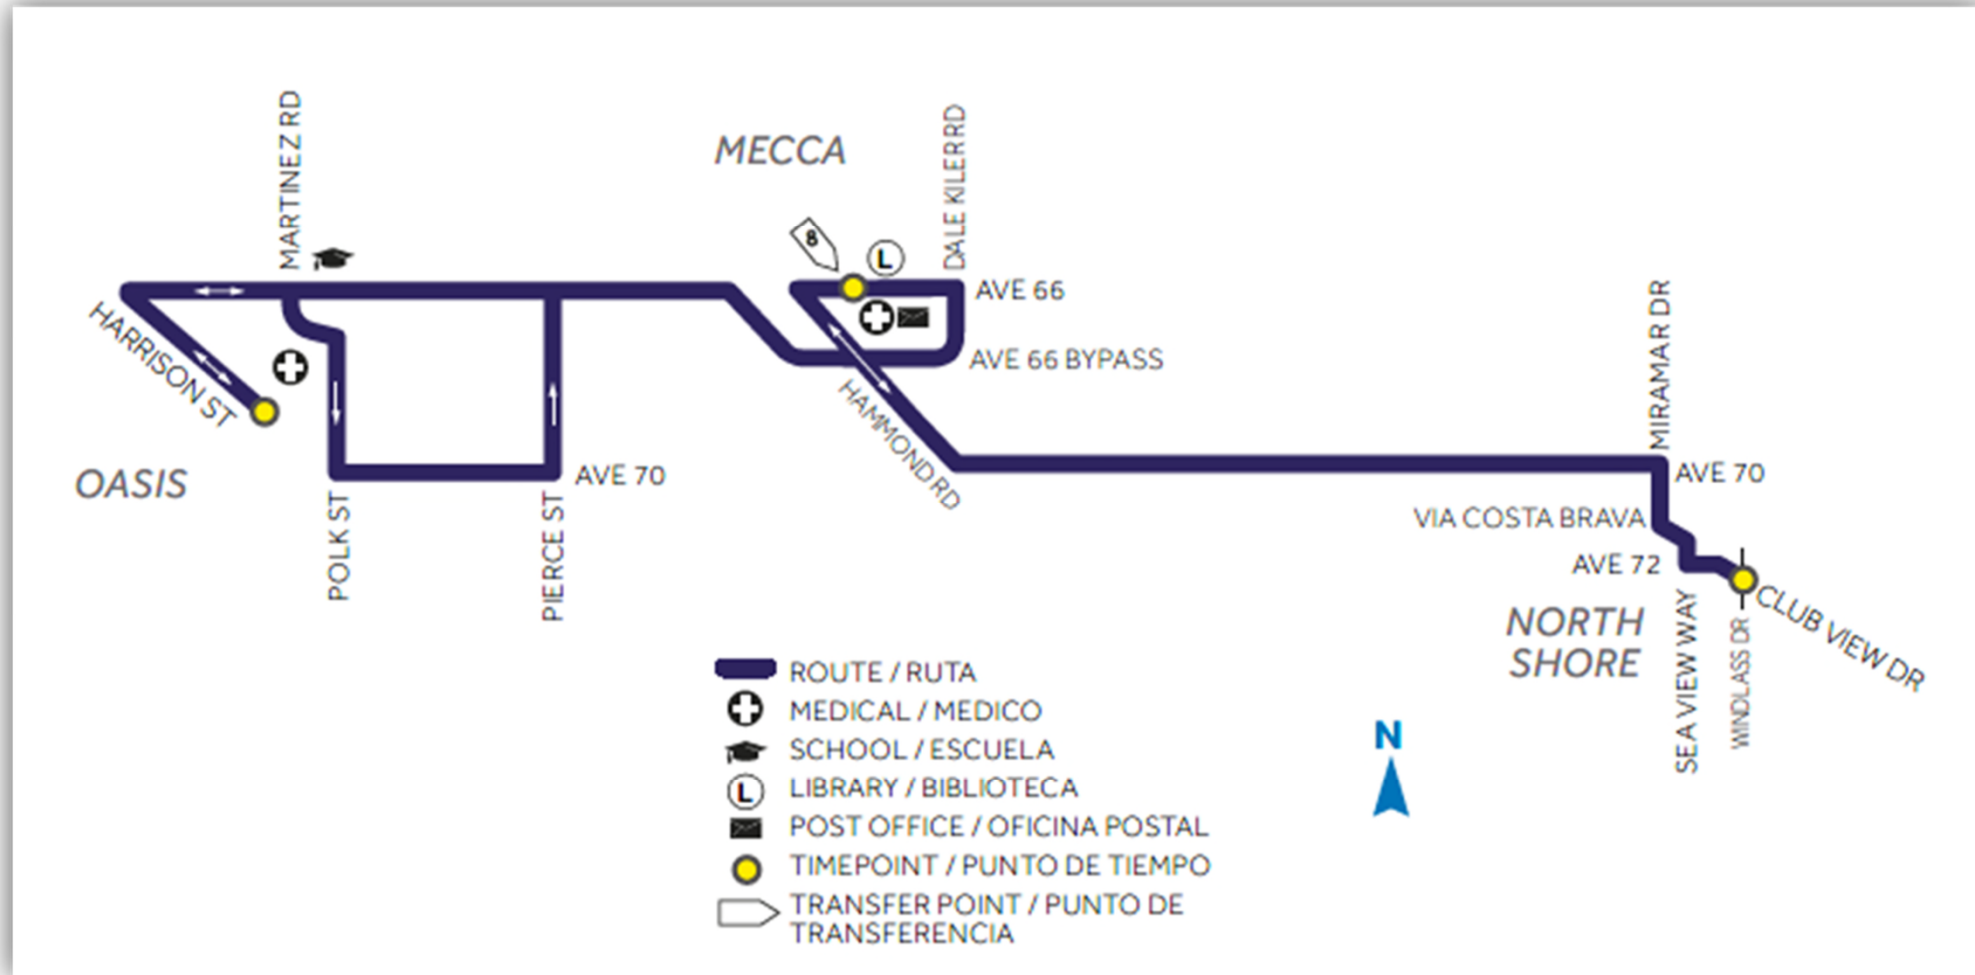 MARTINEZ RD
MECCA
DALE KILER RD
8
L
AVE 66
HARRISON ST
AVE 66 BYPASS
MIRAMAR DR
HAMMOND RD
OASIS
AVE 70
AVE 70
POLK ST
PIERCE ST
VIA COSTA BRAVA
AVE 72
CLUB VIEW DR
NORTH
SHORE
SEA VIEW WAY
WINDLASS DR
ROUTE / RUTA
MEDICAL / MEDICO
SCHOOL / ESCUELA
L
LIBRARY / BIBLIOTECA
POST OFFICE / OFICINA POSTAL
TIMEPOINT / PUNTO DE TIEMPO
TRANSFER POINT / PUNTO DE
TRANSFERENCIA
N